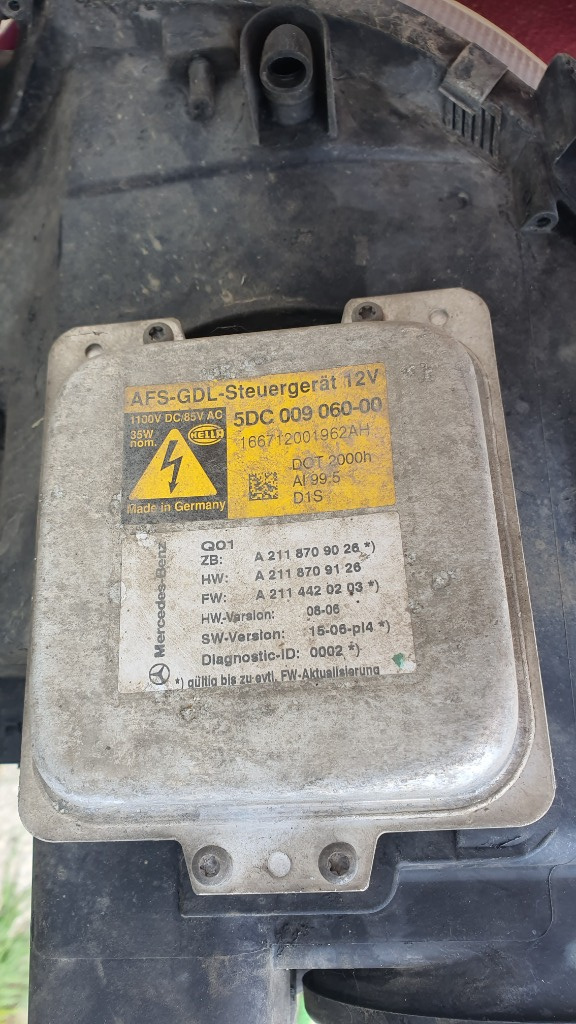 AFS-GDL-Steuergerät 12V
1100V DC/85V AC
35W
nom.
HELLA
Made in Germany
5DC 009 060-00
166712001962AH
DOT 2000h
Al 99.5
D1S
Mercedes-Benz
Q01
ZB: A 211 870 90 26 *)
HW: A 211 870 91 26
FW: A 211 442 02 03 *)
HW-Version: 08-06
SW-Version: 15-06-pl4 *)
Diagnostic-ID: 0002 *)
*) gültig bis zu evtl. FW-Aktualisierung